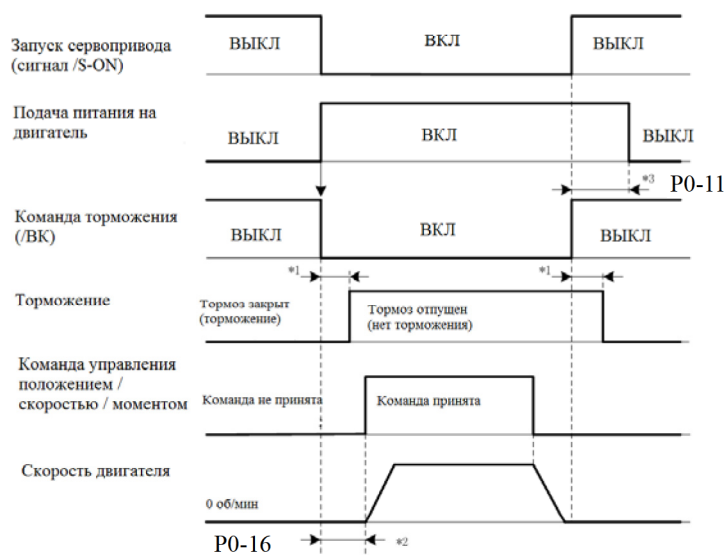 Запуск сервопривода
(сигнал /S-ON)
ВЫКЛ
ВКЛ
ВЫКЛ
Подача питания на
двигатель
ВЫКЛ
ВКЛ
ВЫКЛ
*3
P0-11
Команда торможения
(/ВК)
ВЫКЛ
ВКЛ
ВЫКЛ
*1
*1
Торможение
Тормоз закрыт
(торможение)
Тормоз отпущен
(нет торможения)
Команда управления
положением /
скоростью / моментом
Команда не принята
Команда принята
Скорость двигателя
0 об/мин
P0-16
*2